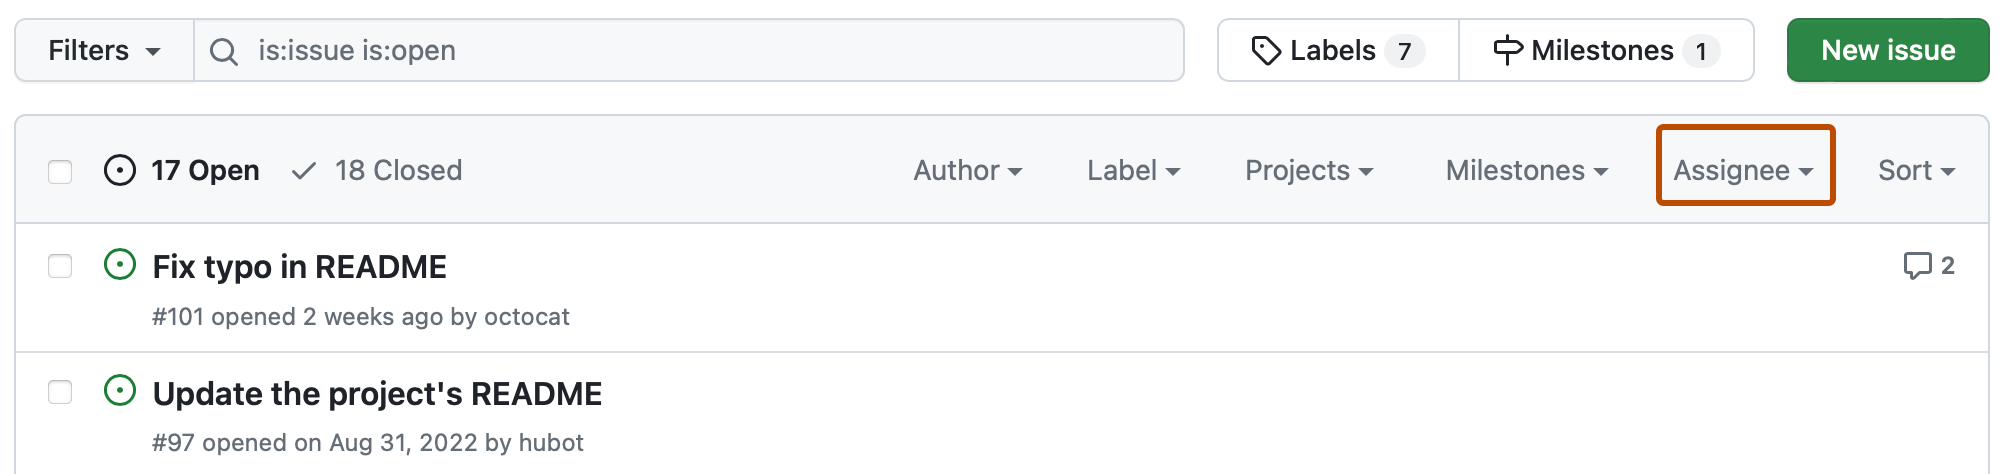 Filters is:issue is:open Labels 7 Milestones 1 New issue
17 Open 18 Closed Author Label Projects Milestones Assignee Sort
Fix typo in README 2
#101 opened 2 weeks ago by octocat
Update the project's README
#97 opened on Aug 31, 2022 by hubot